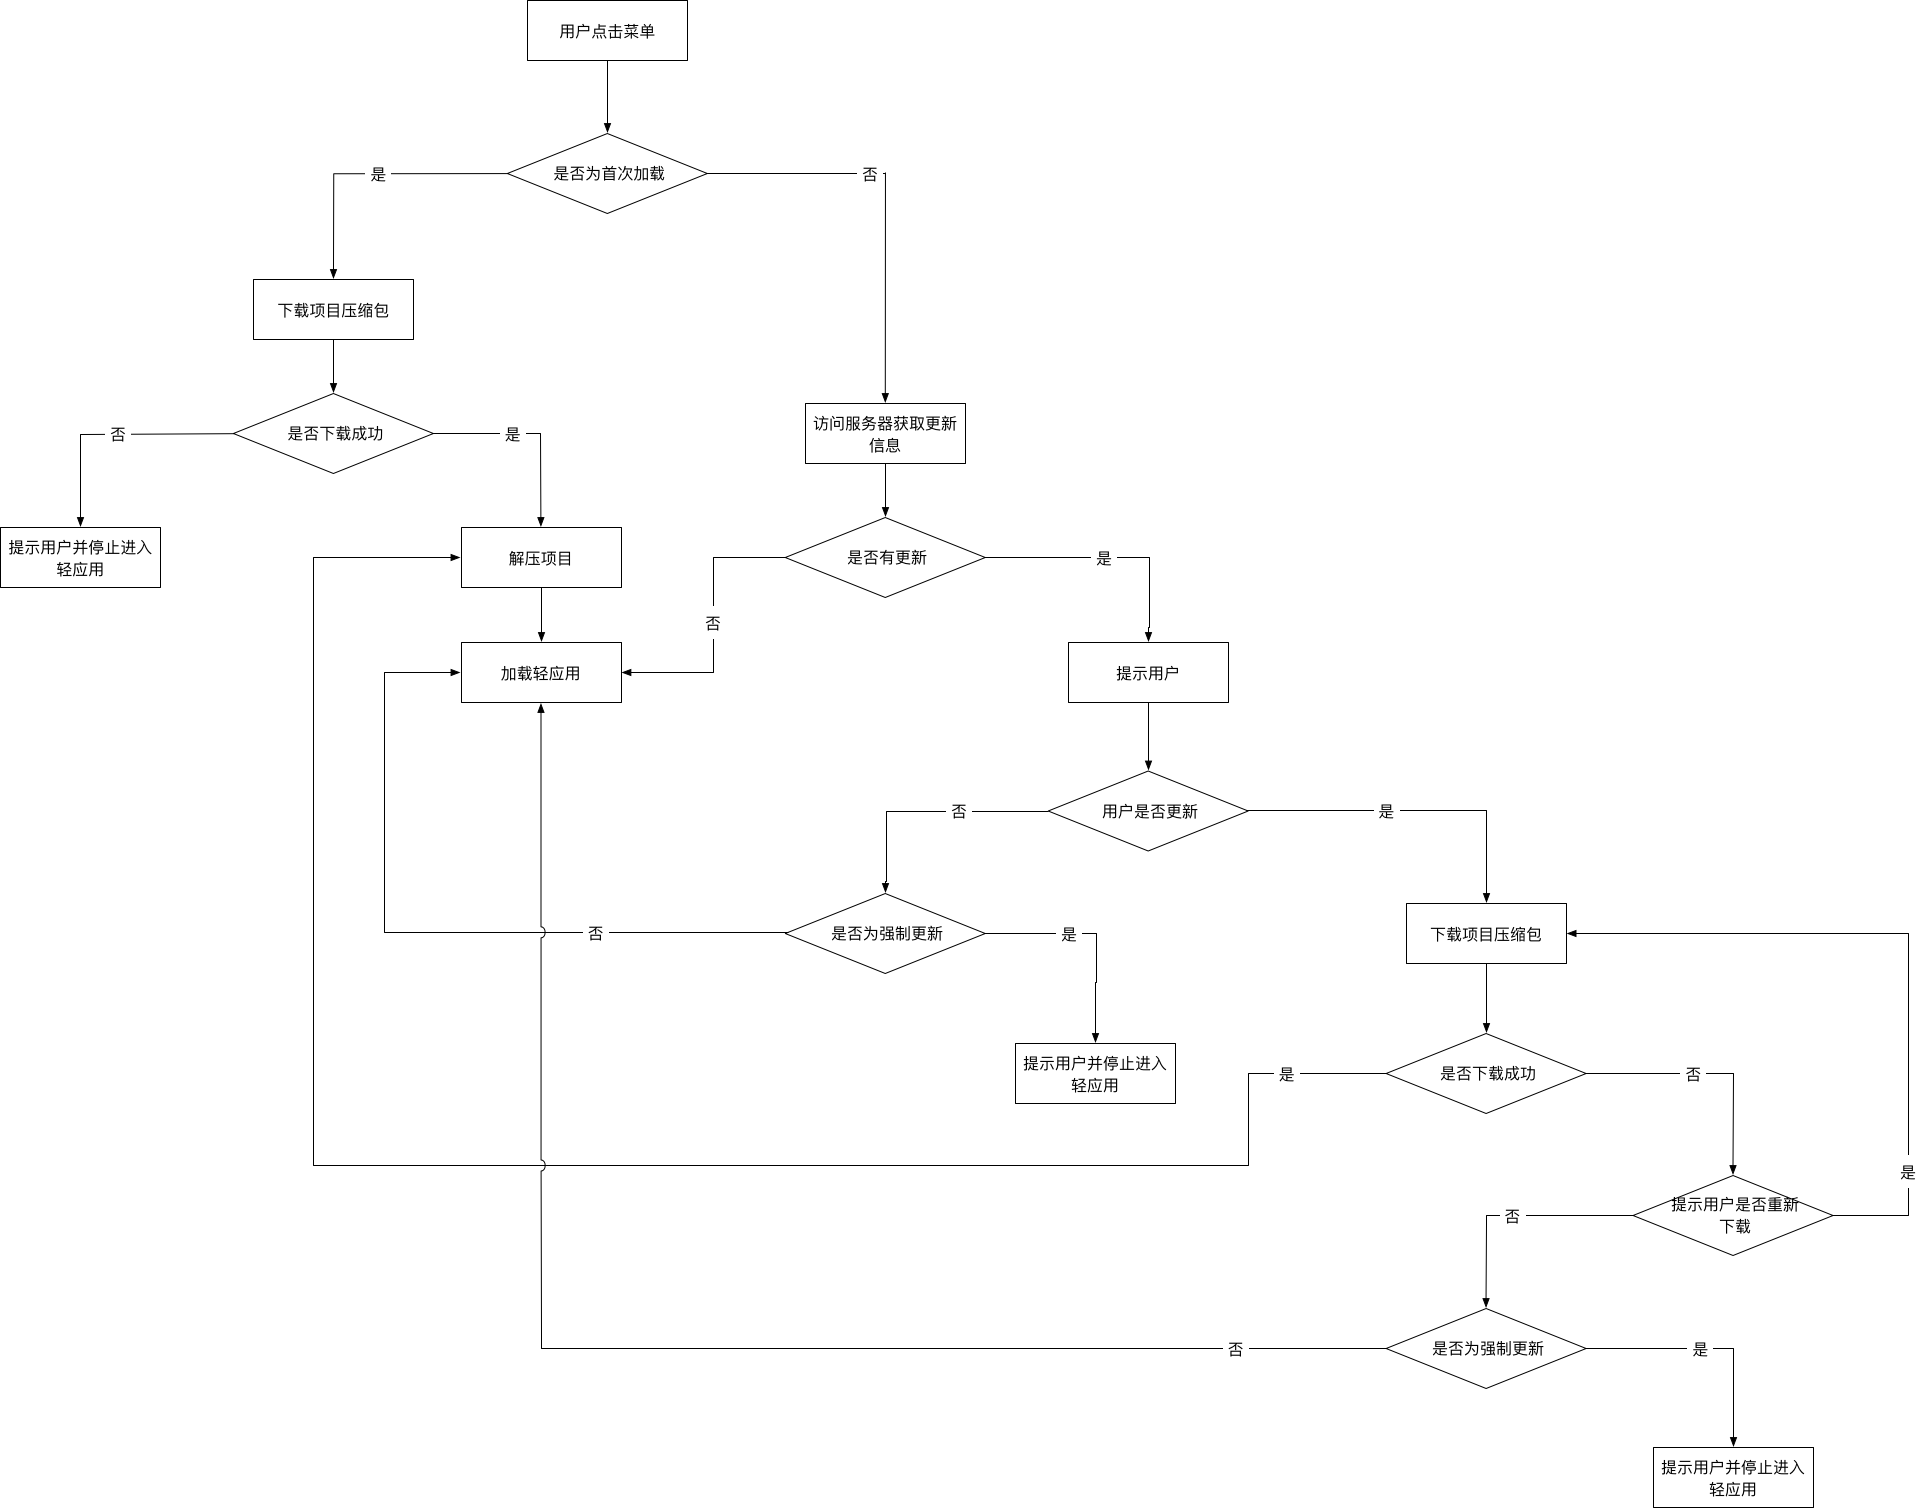 用户点击菜单
是否为首次加载
是
否
下载项目压缩包
是否下载成功
否
是
访问服务器获取更新
信息
提示用户并停止进入
轻应用
解压项目
是否有更新
是
否
加载轻应用
提示用户
用户是否更新
否
是
是否为强制更新
否
是
下载项目压缩包
提示用户并停止进入
轻应用
是否下载成功
是
否
提示用户是否重新
下载
是
否
是否为强制更新
否
是
提示用户并停止进入
轻应用